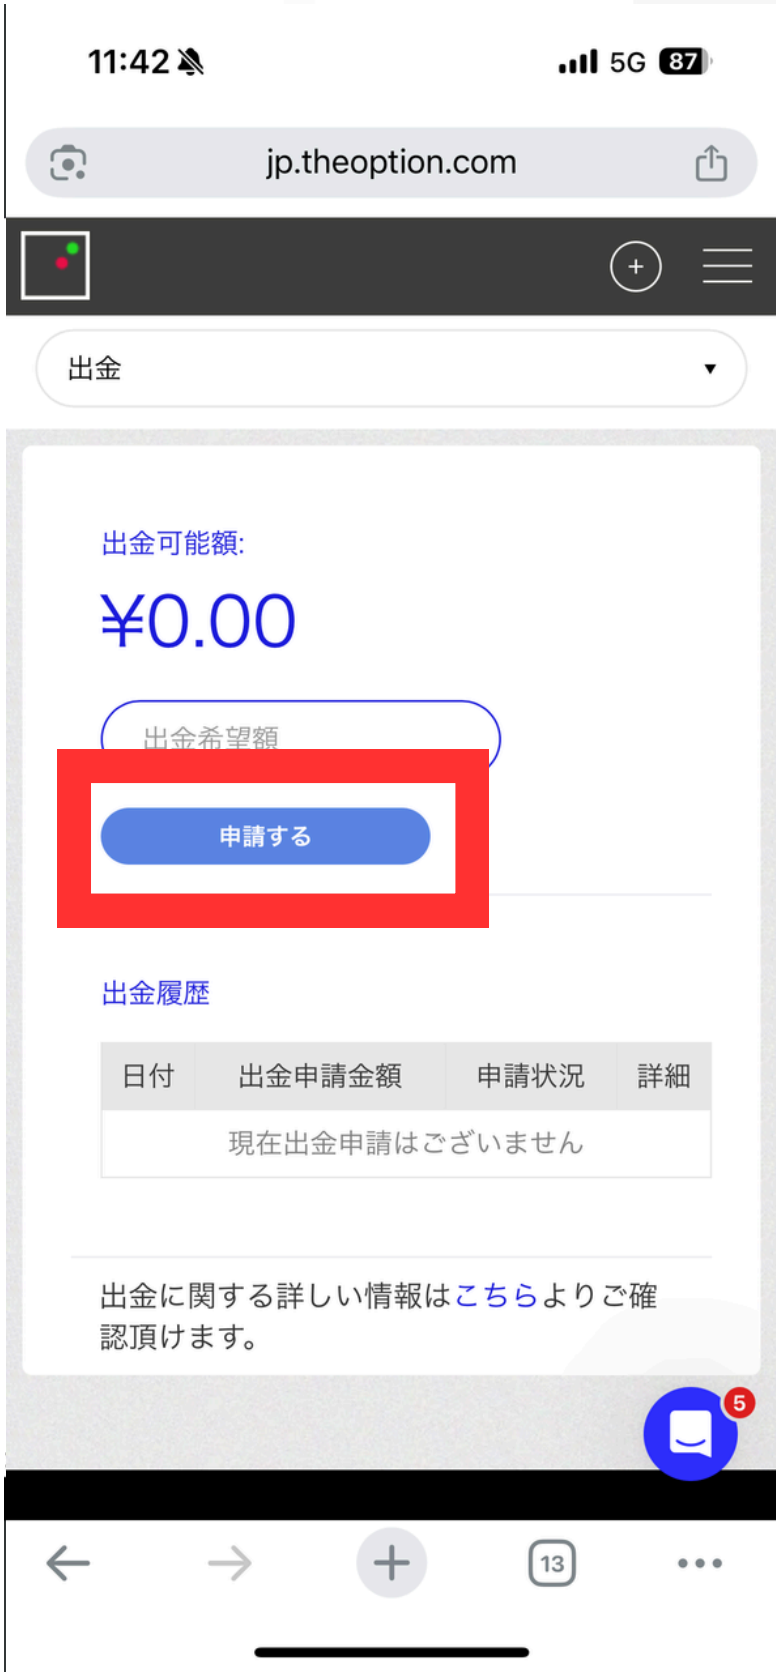 11:42
5G 87
jp.theoption.com
出金
出金可能額:
¥0.00
出金希望額
申請する
出金履歴
日付 出金申請金額 申請状況 詳細
現在出金申請はございません
出金に関する詳しい情報はこちらよりご確
認頂けます。
5
13